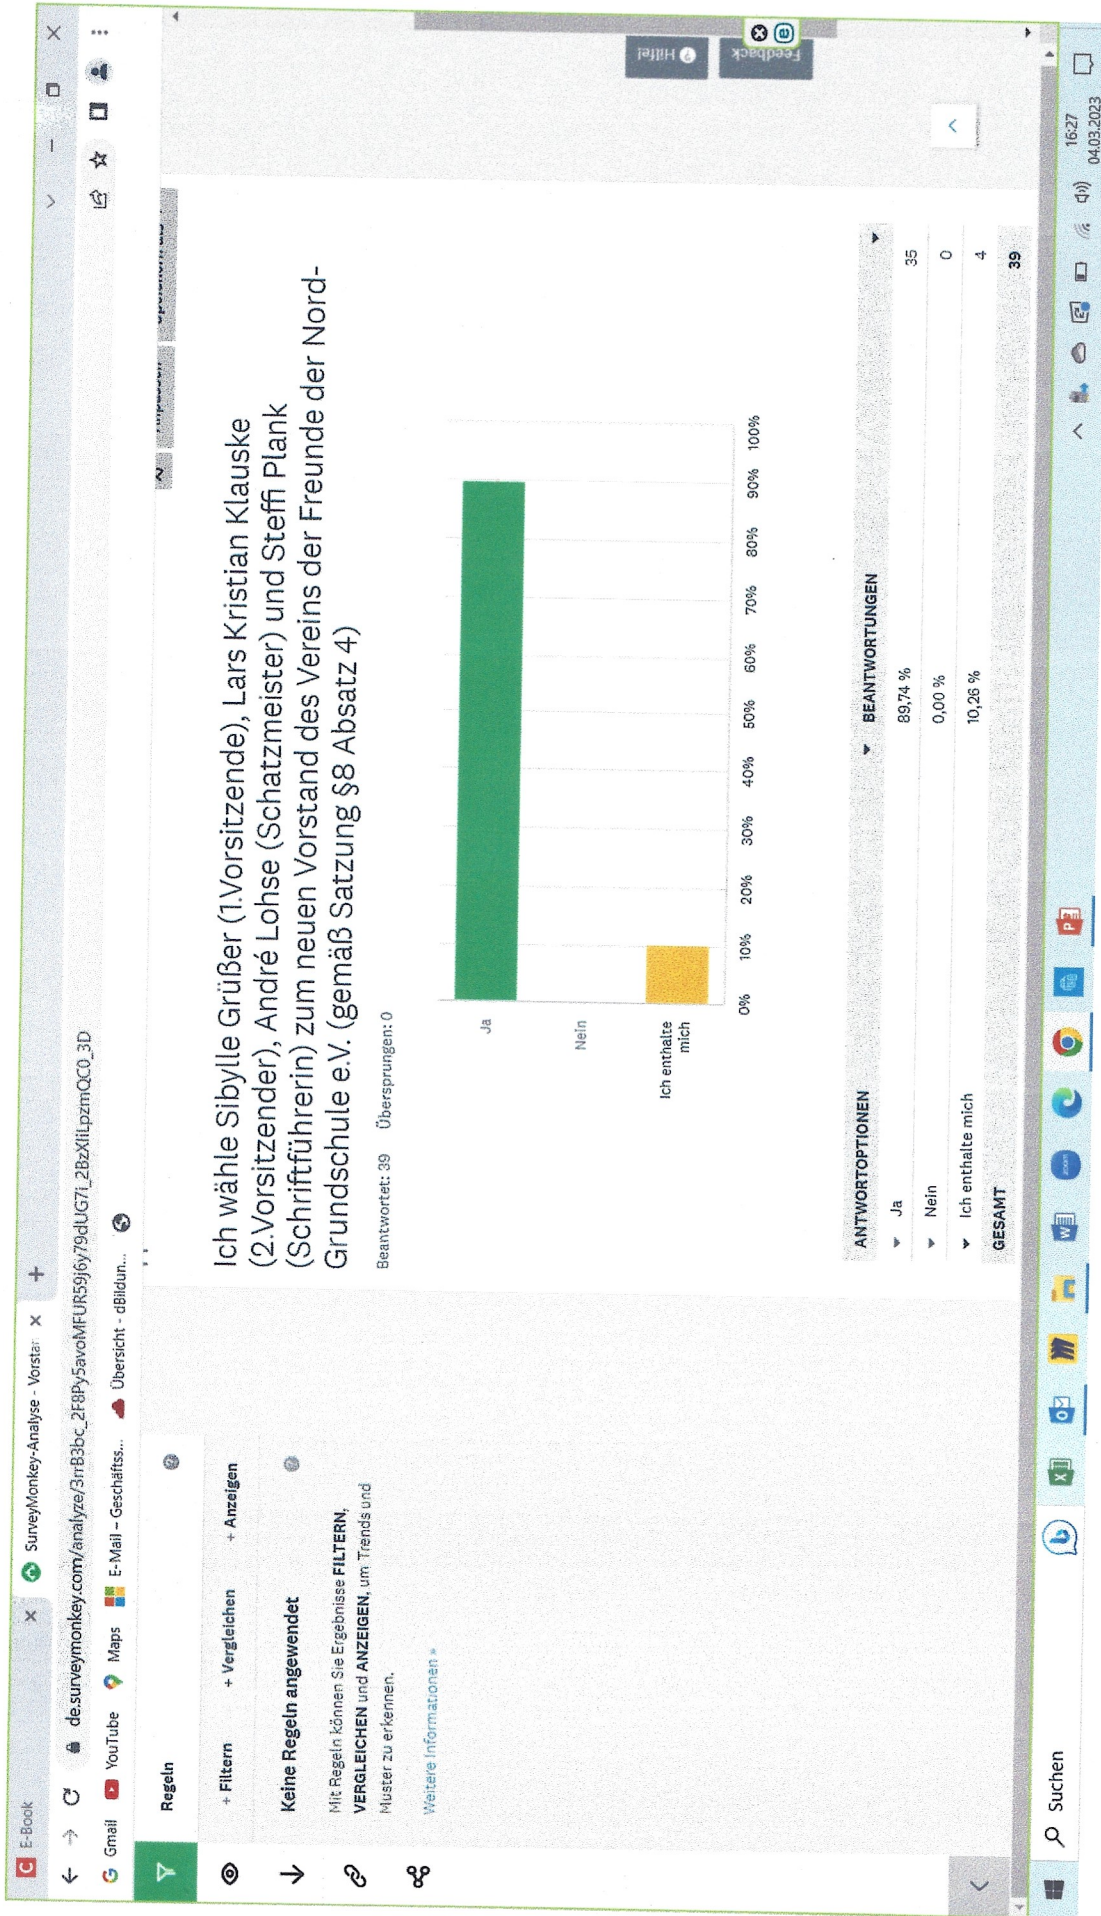 E-Book
SurveyMonkey-Analyse - Vorstar
de.surveymonkey.com/analyze/3rrB3bc_2F8Py5avoMFUR59j6y79dUG7i_2BzXliLpzmQC0_3D
Gmail YouTube Maps E-Mail – Geschäftss... Übersicht - dBildun...
Regeln
+ Filtern + Vergleichen + Anzeigen
Keine Regeln angewendet
Mit Regeln können Sie Ergebnisse FILTERN,
VERGLEICHEN und ANZEIGEN, um Trends und
Muster zu erkennen.
Weitere Informationen »
Ich wähle Sibylle Grüßer (1.Vorsitzende), Lars Kristian Klauske
(2.Vorsitzender), André Lohse (Schatzmeister) und Steffi Plank
(Schriftführerin) zum neuen Vorstand des Vereins der Freunde der Nord-
Grundschule e.V. (gemäß Satzung §8 Absatz 4)
Beantwortet: 39 Übersprungen: 0
Ja
Nein
Ich enthalte
mich
0% 10% 20% 30% 40% 50% 60% 70% 80% 90% 100%
ANTWORTOPTIONEN BEANTWORTUNGEN
Ja 89,74 % 35
Nein 0,00 % 0
Ich enthalte mich 10,26 % 4
GESAMT 39
Hilfe!
Feedback
Suchen
zoom
16:27
04.03.2023